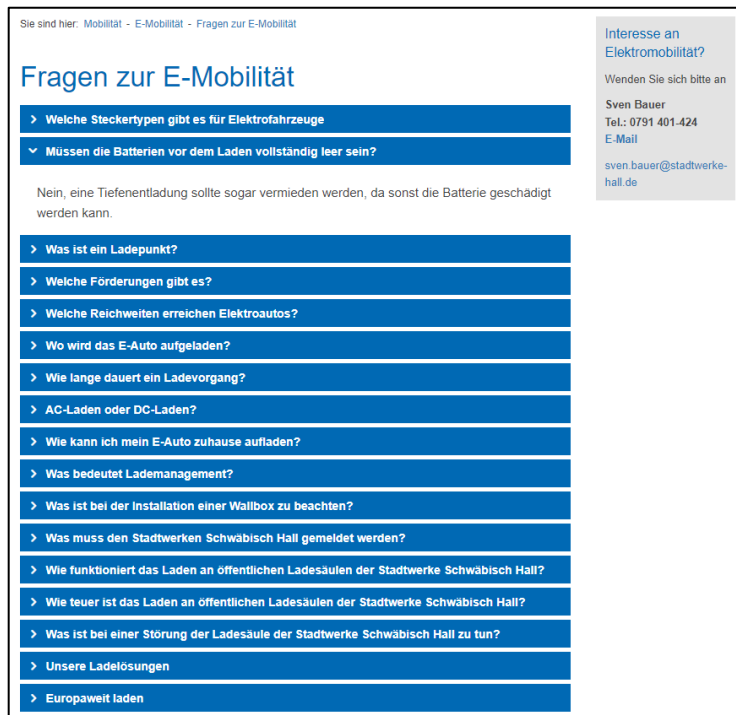 Sie sind hier: Mobilität - E-Mobilität - Fragen zur E-Mobilität
Fragen zur E-Mobilität
Welche Steckertypen gibt es für Elektrofahrzeuge
Müssen die Batterien vor dem Laden vollständig leer sein?
Nein, eine Tiefenentladung sollte sogar vermieden werden, da sonst die Batterie geschädigt
werden kann.
Was ist ein Ladepunkt?
Welche Förderungen gibt es?
Welche Reichweiten erreichen Elektroautos?
Wo wird das E-Auto aufgeladen?
Wie lange dauert ein Ladevorgang?
AC-Laden oder DC-Laden?
Wie kann ich mein E-Auto zuhause aufladen?
Was bedeutet Lademanagement?
Was ist bei der Installation einer Wallbox zu beachten?
Was muss den Stadtwerken Schwäbisch Hall gemeldet werden?
Wie funktioniert das Laden an öffentlichen Ladesäulen der Stadtwerke Schwäbisch Hall?
Wie teuer ist das Laden an öffentlichen Ladesäulen der Stadtwerke Schwäbisch Hall?
Was ist bei einer Störung der Ladesäule der Stadtwerke Schwäbisch Hall zu tun?
Unsere Ladelösungen
Europaweit laden
Interesse an
Elektromobilität?
Wenden Sie sich bitte an
Sven Bauer
Tel.: 0791 401-424
E-Mail
sven.bauer@stadtwerke-
hall.de